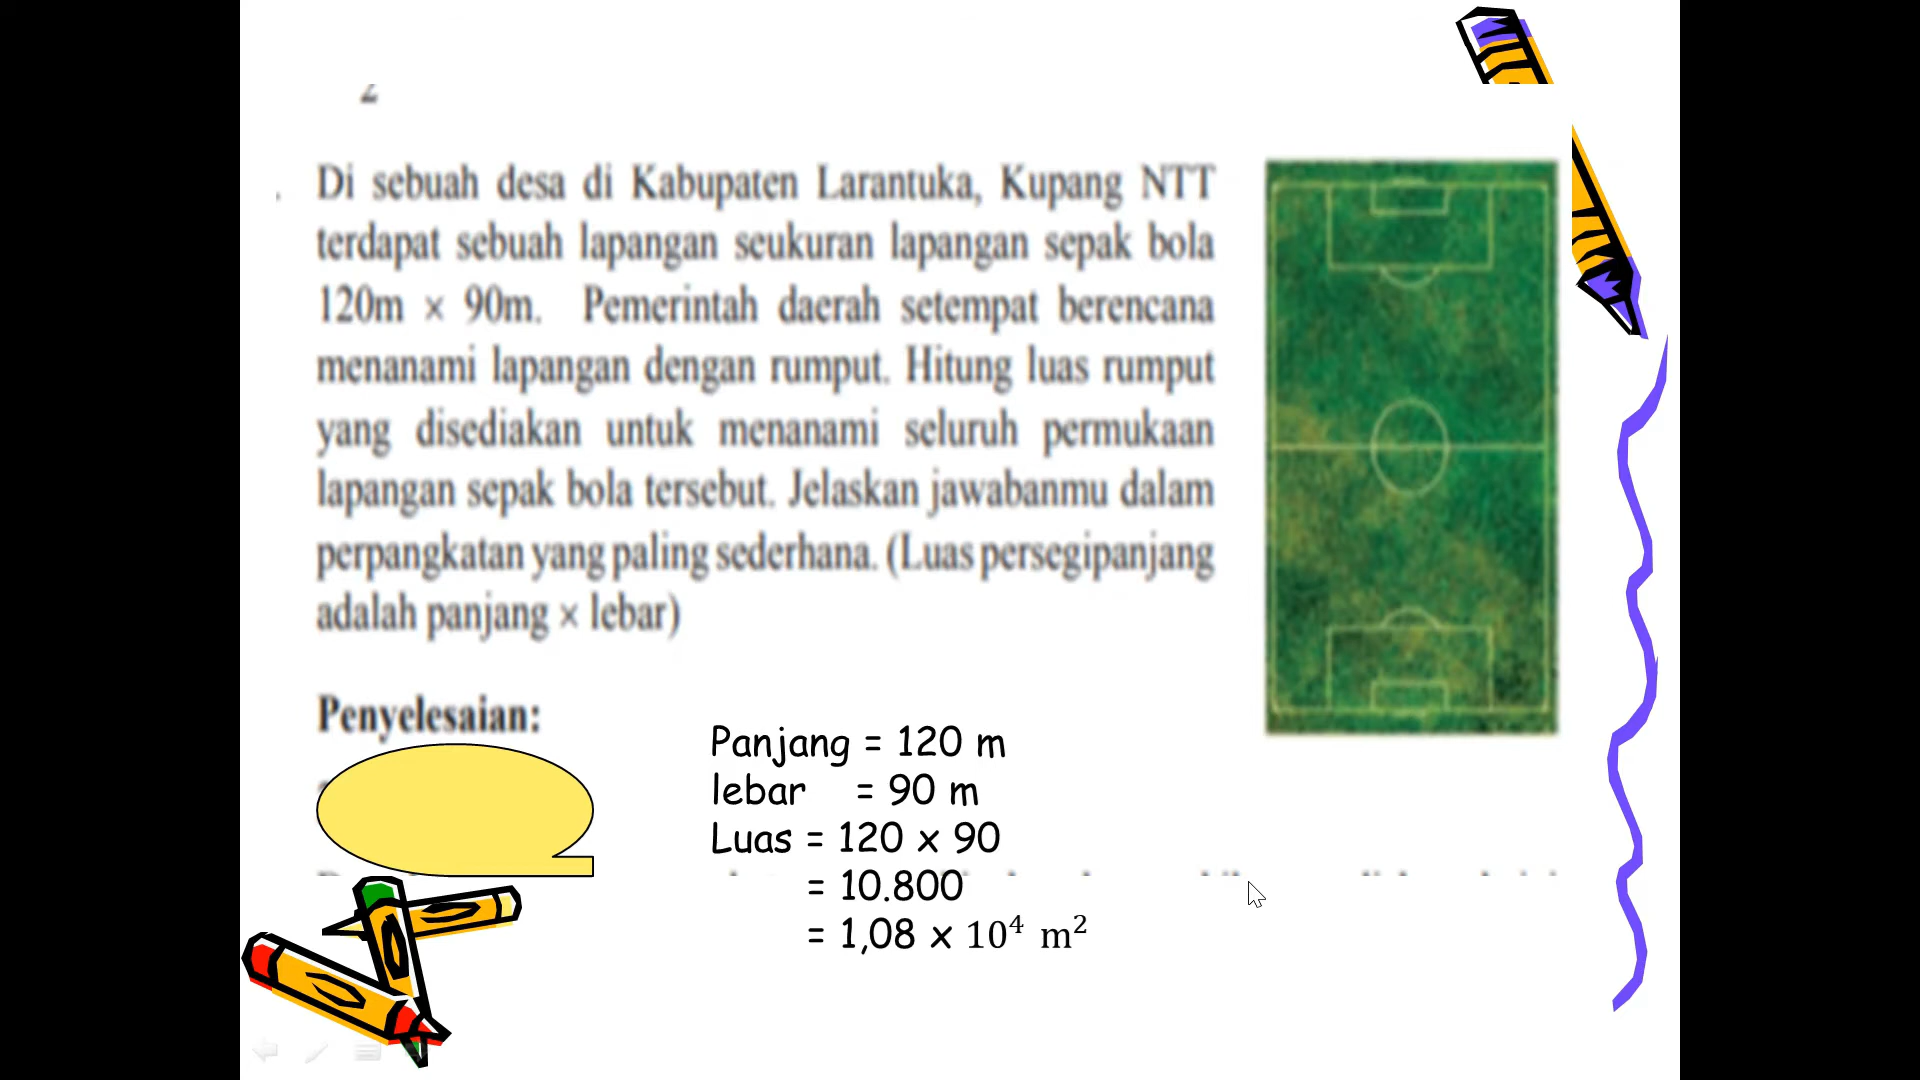 Di sebuah desa di Kabupaten Larantuka, Kupang NTT
terdapat sebuah lapangan seukuran lapangan sepak bola
120m × 90m. Pemerintah daerah setempat berencana
menanami lapangan dengan rumput. Hitung luas rumput
yang disediakan untuk menanami seluruh permukaan
lapangan sepak bola tersebut. Jelaskan jawabanmu dalam
perpangkatan yang paling sederhana. (Luas persegipanjang
adalah panjang × lebar)
Penyelesaian:
Panjang = 120 m
lebar = 90 m
Luas = 120 x 90
= 10.800
= 1,08 x 10⁴ m²